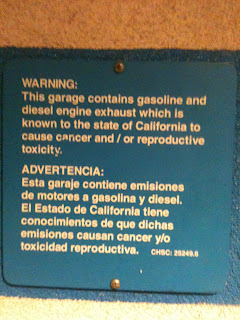 WARNING:
This garage contains gasoline and
diesel engine exhaust which is
known to the state of California to
cause cancer and / or reproductive
toxicity.
ADVERTENCIA:
Esta garaje contiene emisiones
de motores a gasolina y diesel.
El Estado de California tiene
conocimientos de que dichas
emisiones causan cancer y/o
toxicidad reproductiva. CHSC: 25249.6